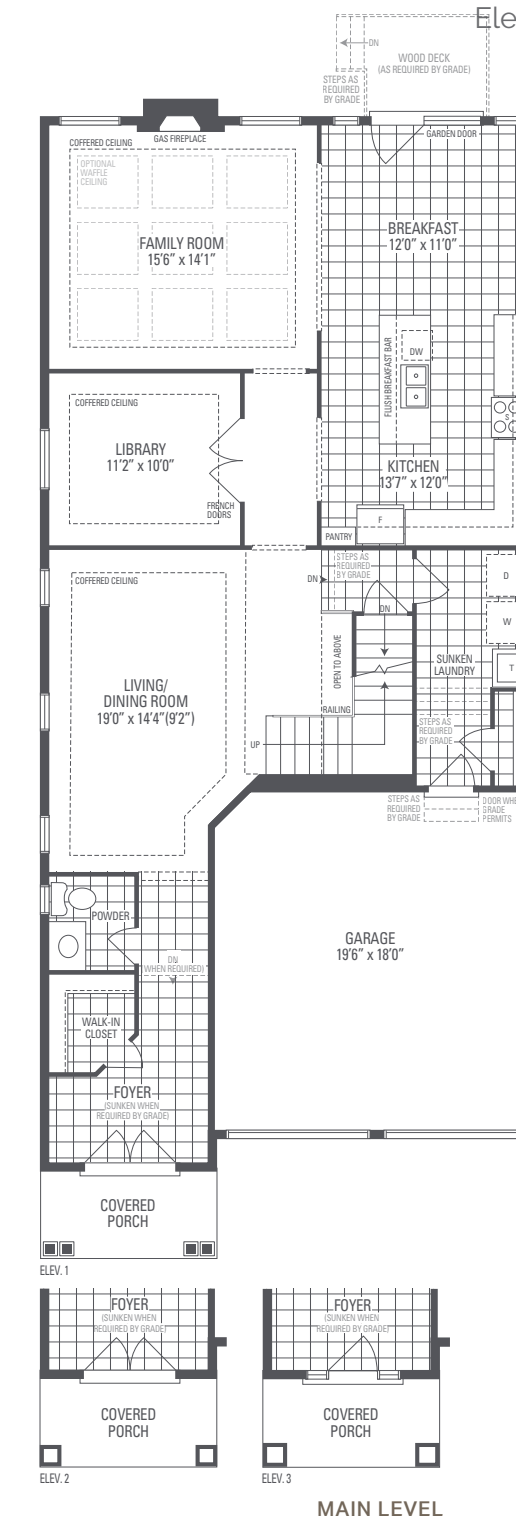 Ele
DN
WOOD DECK
(AS REQUIRED BY GRADE)
STEPS AS
REQUIRED
BY GRADE
COFFERED CEILING
GAS FIREPLACE
GARDEN DOOR
OPTIONAL
WAFFLE
CEILING
FAMILY ROOM
15'6" x 14'1"
BREAKFAST
12'0" x 11'0"
DW
FLUSH BREAKFAST BAR
S
COFFERED CEILING
LIBRARY
11'2" x 10'0"
FRENCH
DOORS
KITCHEN
13'7" x 12'0"
F
PANTRY
STEPS AS
REQUIRED
BY GRADE
DN
DN
D
W
T
COFFERED CEILING
OPEN TO ABOVE
SUNKEN
LAUNDRY
LIVING/
DINING ROOM
19'0" x 14'4"(9'2")
RAILING
UP
STEPS AS
REQUIRED
BY GRADE
STEPS AS
REQUIRED
BY GRADE
DOOR WHE
GRADE
PERMITS
POWDER
DN
(WHEN REQUIRED)
GARAGE
19'6" x 18'0"
WALK-IN
CLOSET
FOYER
(SUNKEN WHEN
REQUIRED BY GRADE)
COVERED
PORCH
ELEV. 1
FOYER
(SUNKEN WHEN
REQUIRED BY GRADE)
COVERED
PORCH
ELEV. 2
FOYER
(SUNKEN WHEN
REQUIRED BY GRADE)
COVERED
PORCH
ELEV. 3
MAIN LEVEL